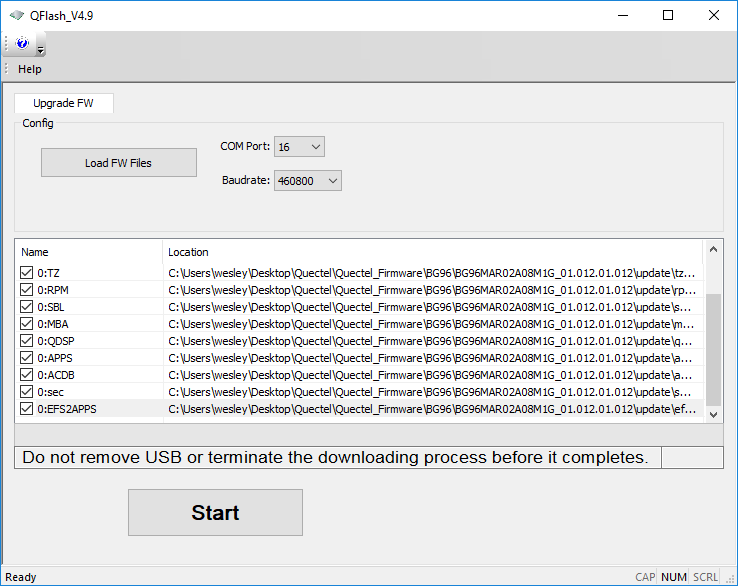 QFlash_V4.9
Help
Upgrade FW
Config
Load FW Files
COM Port: 16
Baudrate: 460800
Name Location
0:TZ C:\Users\wesley\Desktop\Quectel\Quectel_Firmware\BG96\BG96MAR02A08M1G_01.012.01.012\update\tz...
0:RPM C:\Users\wesley\Desktop\Quectel\Quectel_Firmware\BG96\BG96MAR02A08M1G_01.012.01.012\update\rp...
0:SBL C:\Users\wesley\Desktop\Quectel\Quectel_Firmware\BG96\BG96MAR02A08M1G_01.012.01.012\update\s...
0:MBA C:\Users\wesley\Desktop\Quectel\Quectel_Firmware\BG96\BG96MAR02A08M1G_01.012.01.012\update\m...
0:QDSP C:\Users\wesley\Desktop\Quectel\Quectel_Firmware\BG96\BG96MAR02A08M1G_01.012.01.012\update\q...
0:APPS C:\Users\wesley\Desktop\Quectel\Quectel_Firmware\BG96\BG96MAR02A08M1G_01.012.01.012\update\a...
0:ACDB C:\Users\wesley\Desktop\Quectel\Quectel_Firmware\BG96\BG96MAR02A08M1G_01.012.01.012\update\a...
0:sec C:\Users\wesley\Desktop\Quectel\Quectel_Firmware\BG96\BG96MAR02A08M1G_01.012.01.012\update\s...
0:EFS2APPS C:\Users\wesley\Desktop\Quectel\Quectel_Firmware\BG96\BG96MAR02A08M1G_01.012.01.012\update\ef...
Do not remove USB or terminate the downloading process before it completes.
Start
Ready CAP NUM SCRL